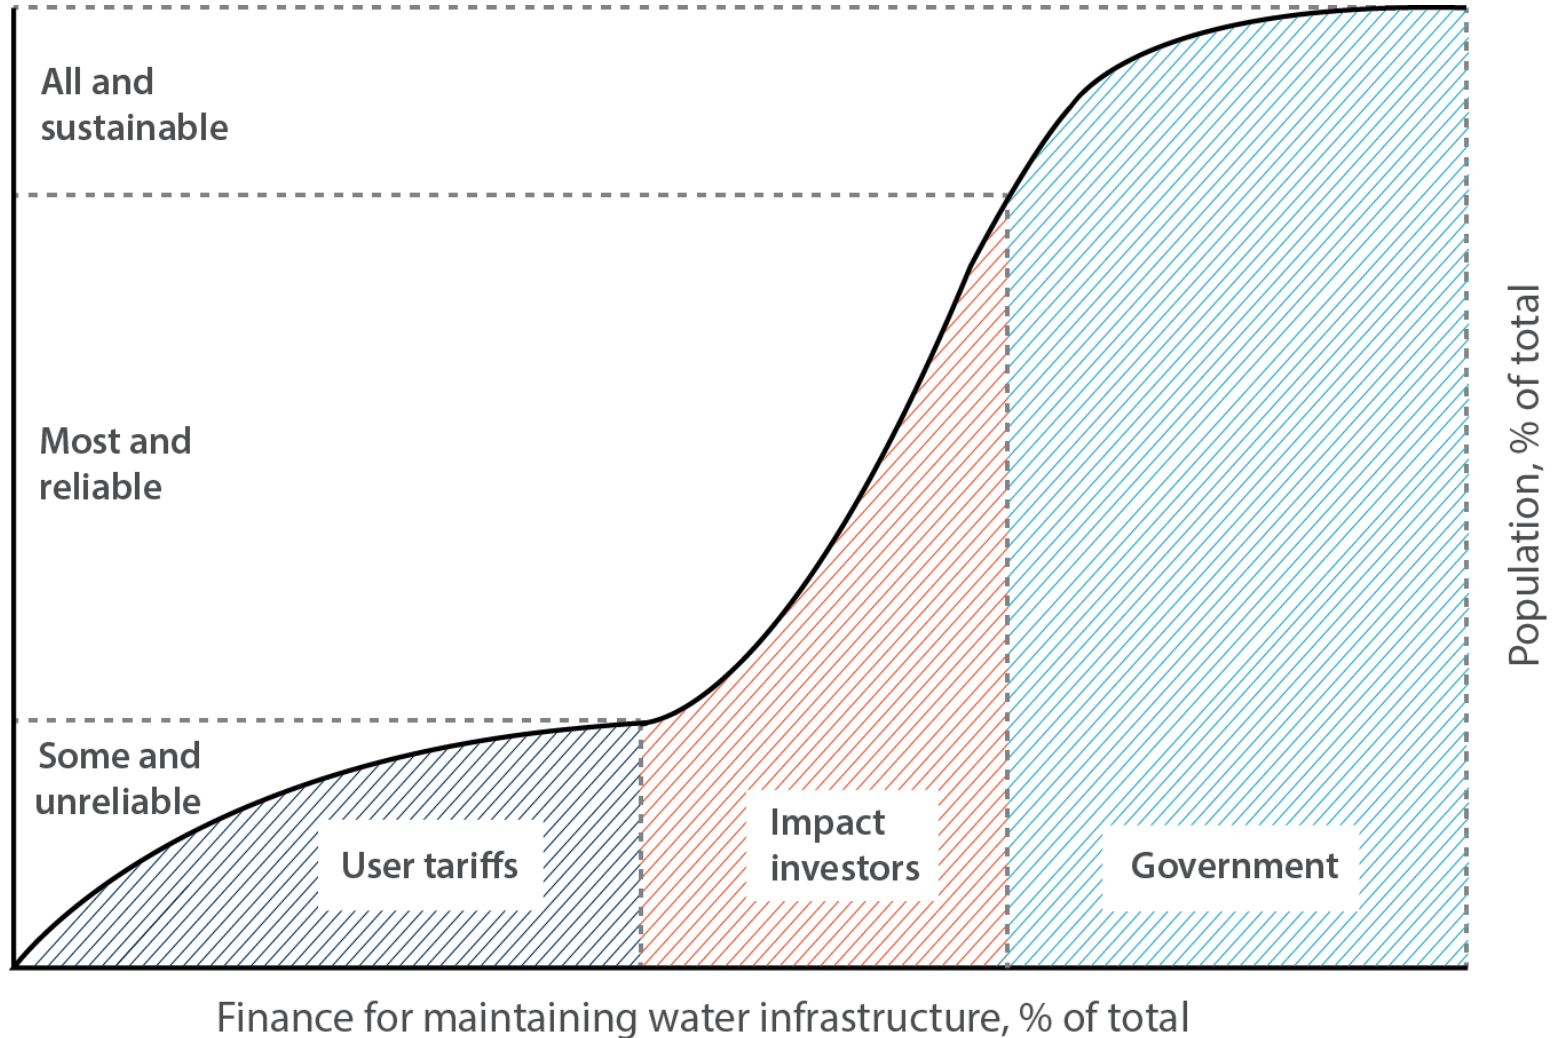 All and
sustainable
Most and
reliable
Some and
unreliable
User tariffs
Impact
investors
Government
Population, % of total
Finance for maintaining water infrastructure, % of total